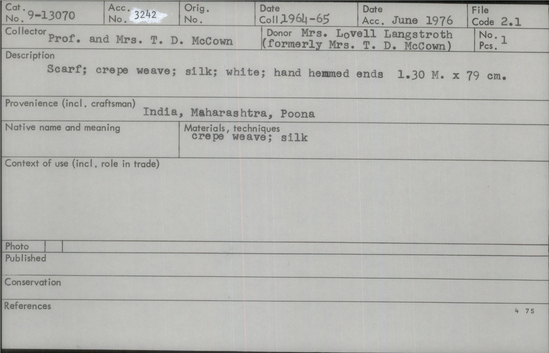 Cat. No. 9-13070 Acc. No. 3242 Orig. No. Date Coll. 1964-65 Date Acc. June 1976 File Code 2.1
Collector Prof. and Mrs. T. D. McCown Donor Mrs. Lovell Langstroth (formerly Mrs. T. D. McCown) No. Pcs. 1
Description
Scarf; crepe weave; silk; white; hand hemmed ends 1.30 M. x 79 cm.
Provenience (incl. craftsman) India, Maharashtra, Poona
Native name and meaning Materials, techniques
crepe weave; silk
Context of use (incl. role in trade)
Photo
Published
Conservation
References
4 75